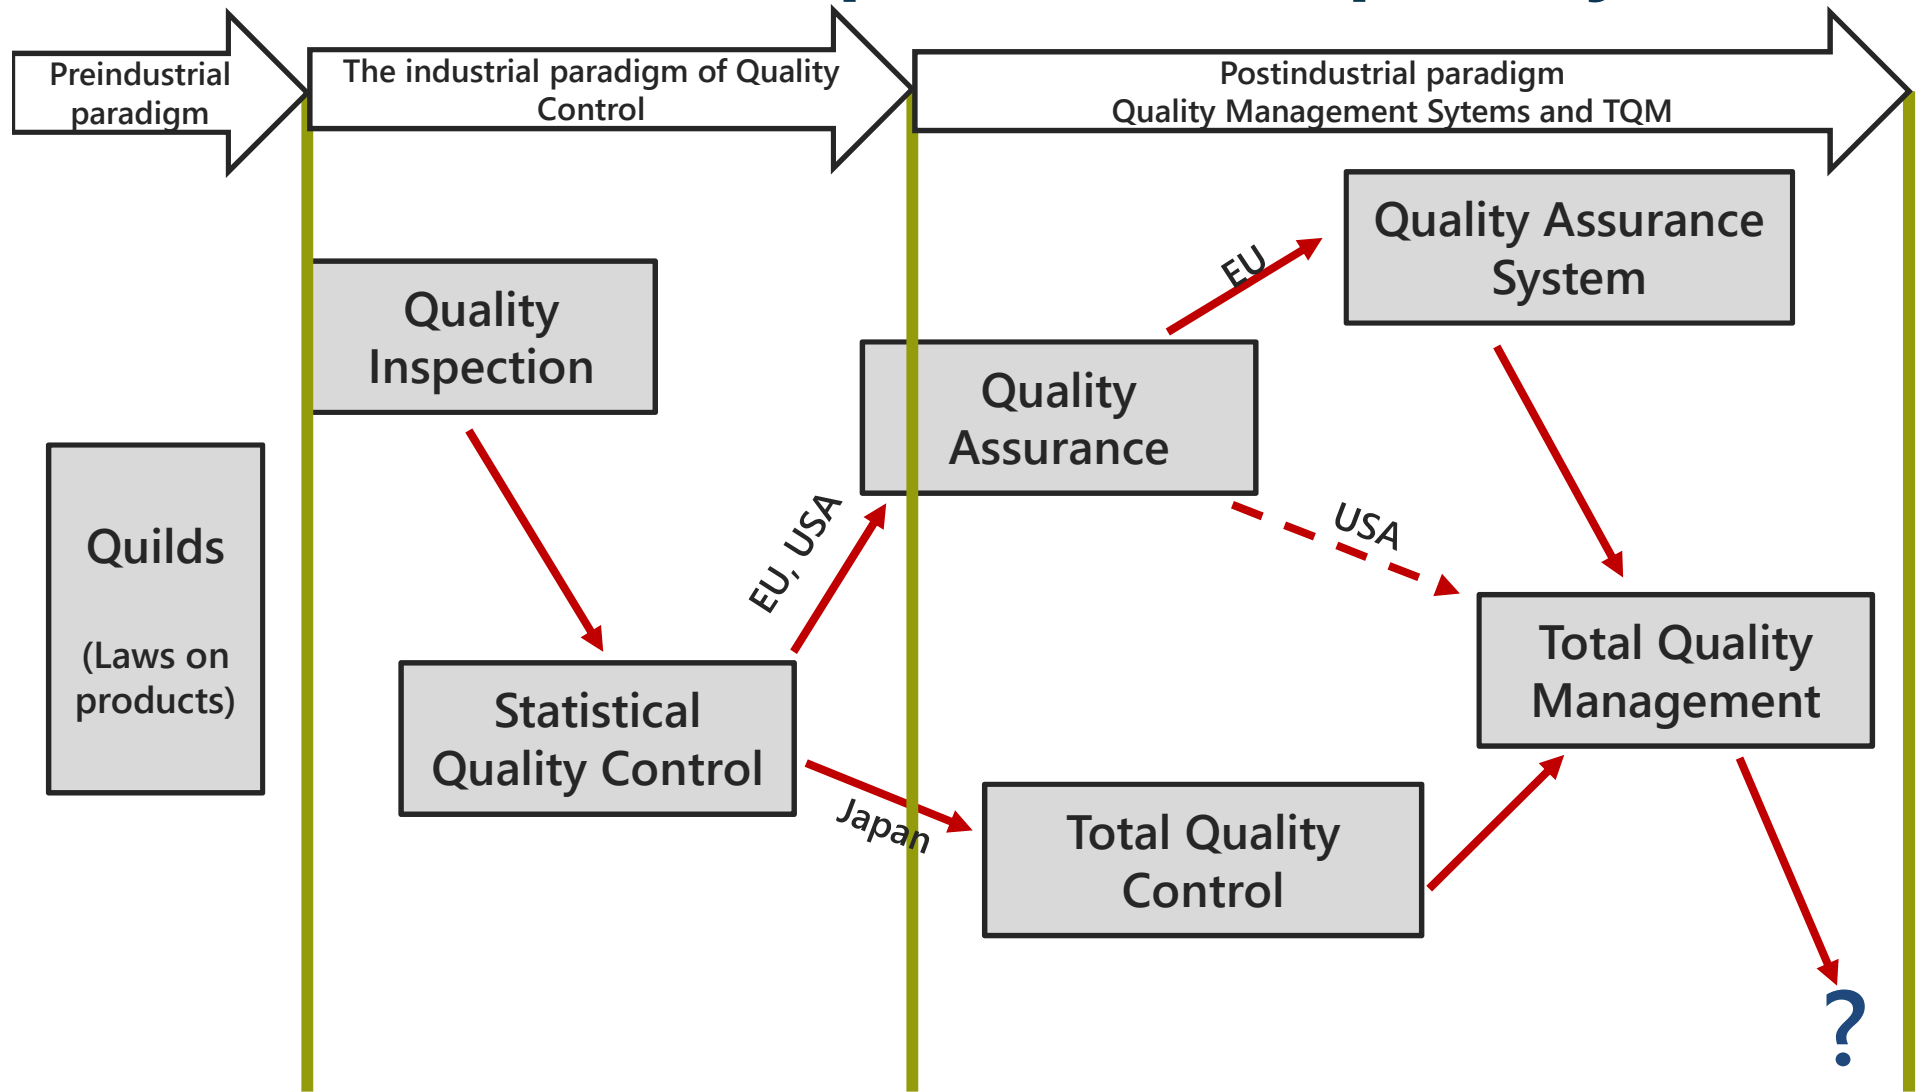 Preindustrial
paradigm
The industrial paradigm of Quality
Control
Postindustrial paradigm
Quality Management Sytems and TQM
Quality Assurance
System
EU
Quality
Inspection
Quality
Assurance
Quilds
(Laws on
products)
EU, USA
USA
Total Quality
Management
Statistical
Quality Control
Japan
Total Quality
Control
?